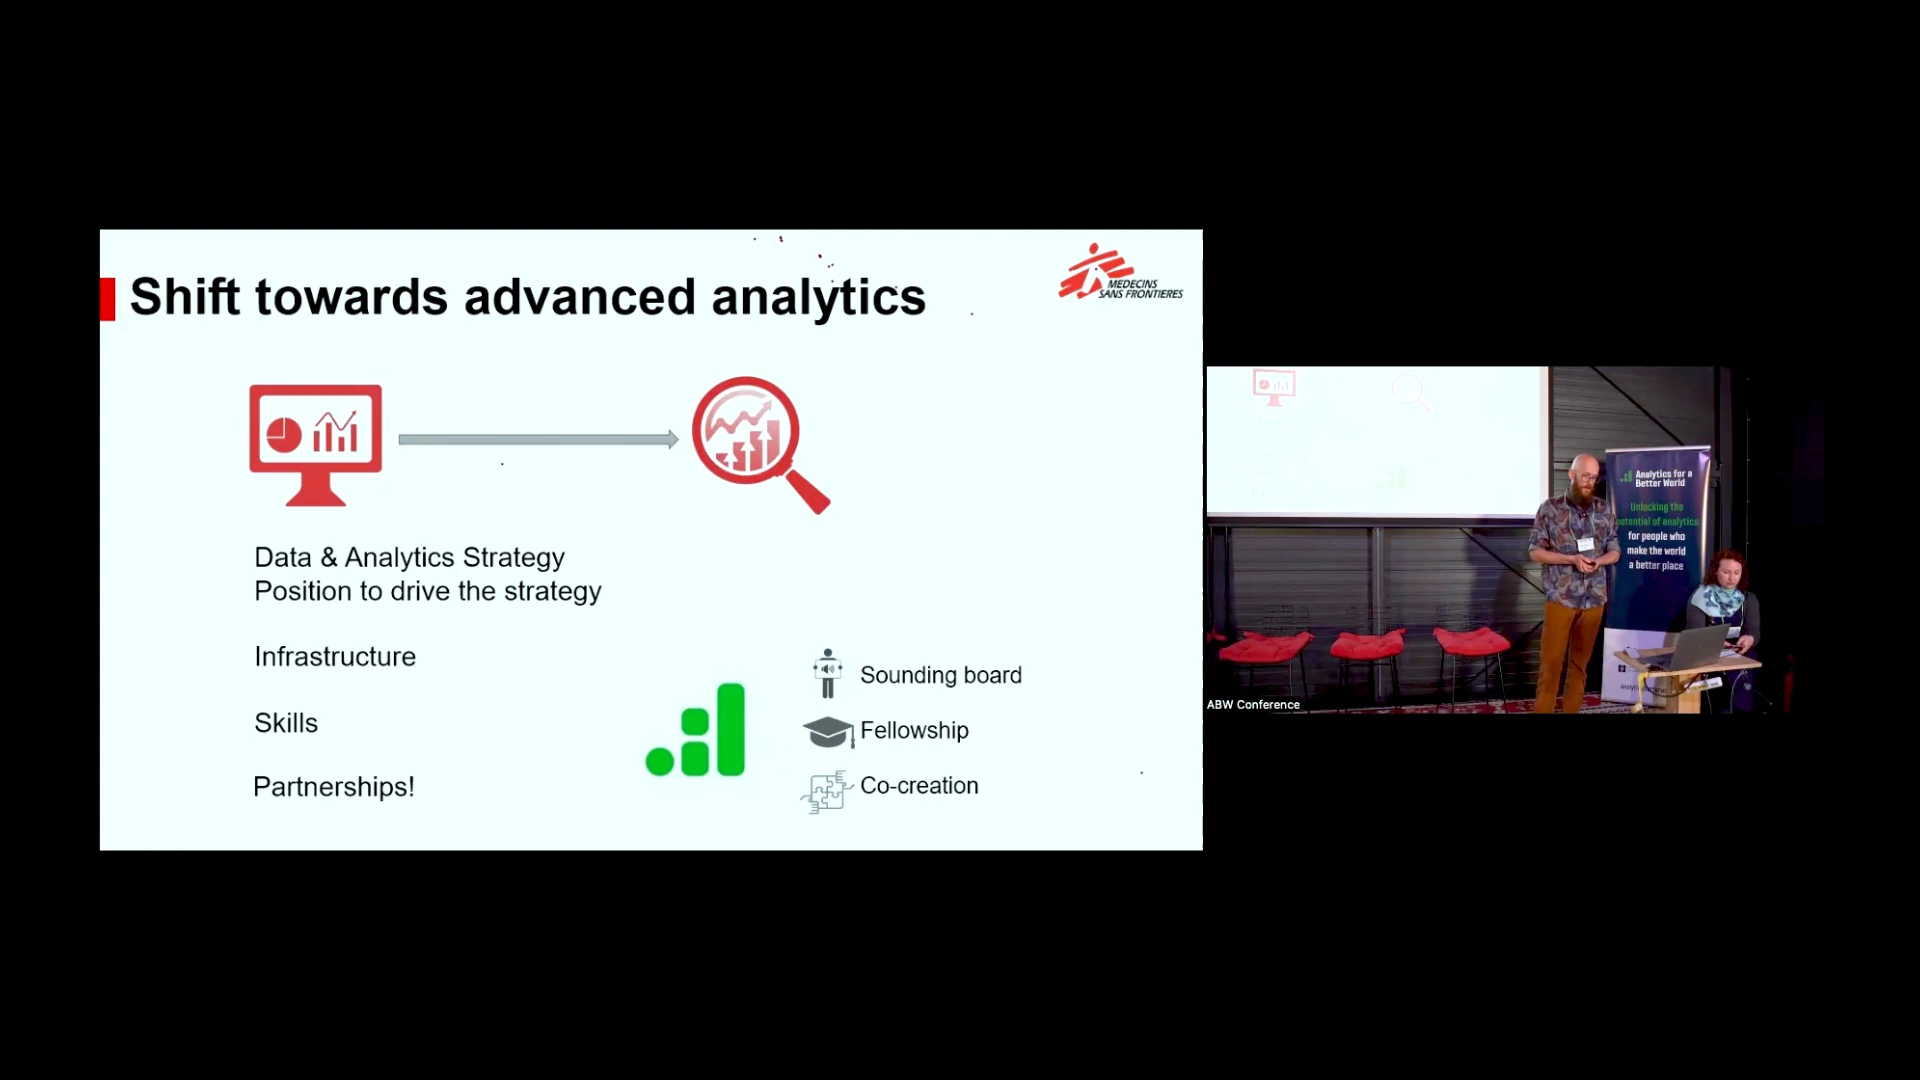 Shift towards advanced analytics
MEDECINS
SANS FRONTIERES
Data & Analytics Strategy
Position to drive the strategy
Infrastructure
Skills
Partnerships!
Sounding board
Fellowship
Co-creation
Analytics for a
Better World
Unlocking the
potential of analytics
for people who
make the world
a better place
ABW Conference